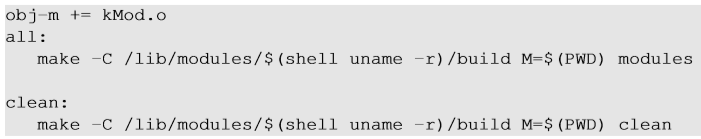 obj-m += kMod.o
all:
   make -C /lib/modules/$(shell uname -r)/build M=$(PWD) modules

clean:
   make -C /lib/modules/$(shell uname -r)/build M=$(PWD) clean